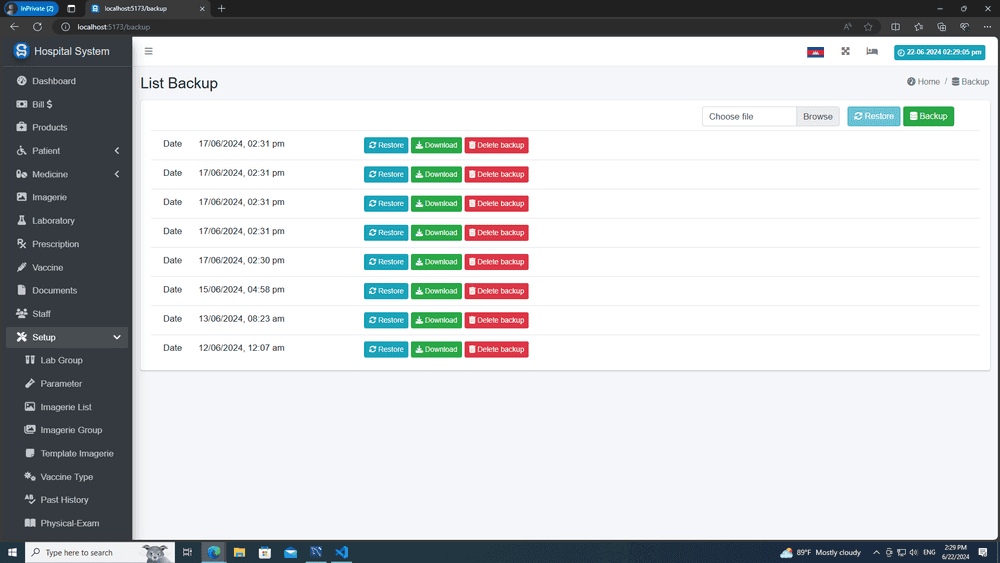 InPrivate (2)
localhost:5173/backup
localhost:5173/backup
Hospital System
22-06-2024 02:29:05 pm
Dashboard
Bill $
Products
Patient
Medicine
Imagerie
Laboratory
Prescription
Vaccine
Documents
Staff
Setup
Lab Group
Parameter
Imagerie List
Imagerie Group
Template Imagerie
Vaccine Type
Past History
Physical-Exam
List Backup
Home / Backup
Choose file Browse Restore Backup
Date 17/06/2024, 02:31 pm Restore Download Delete backup
Date 17/06/2024, 02:31 pm Restore Download Delete backup
Date 17/06/2024, 02:31 pm Restore Download Delete backup
Date 17/06/2024, 02:31 pm Restore Download Delete backup
Date 17/06/2024, 02:30 pm Restore Download Delete backup
Date 15/06/2024, 04:58 pm Restore Download Delete backup
Date 13/06/2024, 08:23 am Restore Download Delete backup
Date 12/06/2024, 12:07 am Restore Download Delete backup
Type here to search
89°F Mostly cloudy
ENG
2:29 PM
6/22/2024